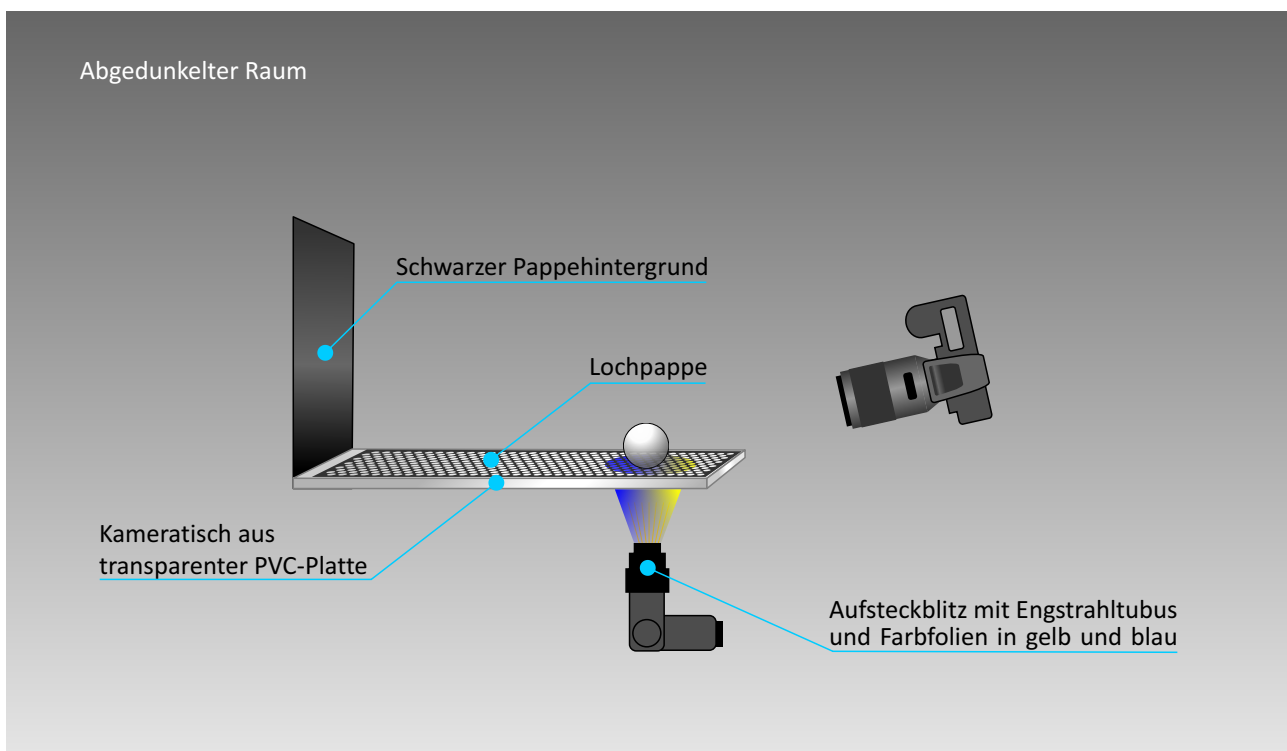 Abgedunkelter Raum
Schwarzer Pappehintergrund
Lochpappe
Kameratisch aus
transparenter PVC-Platte
Aufsteckblitz mit Engstrahltubus
und Farbfolien in gelb und blau